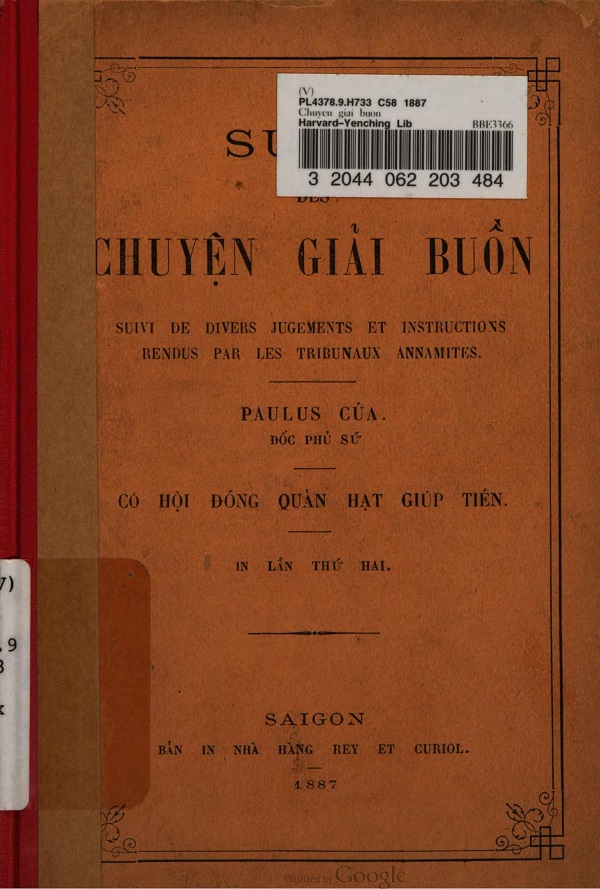 (V)
PL4378.9.H733 C58 1887
Chuyen giai buon
Harvard-Yenching Lib BBE3366
3 2044 062 203 484
DES
CHUYỆN GIẢI BUỒN
SUIVI DE DIVERS JUGEMENTS ET INSTRUCTIONS
RENDUS PAR LES TRIBUNAUX ANNAMITES.
PAULUS CỦA.
ĐỐC PHỦ SỨ
CÓ HỘI ĐỒNG QUẢN HẠT GIÚP TIỀN.
IN LẦN THỨ HAI.
SAIGON
BẢN IN NHÀ HÀNG REY ET CURIOL.
1887
Digitized by Google